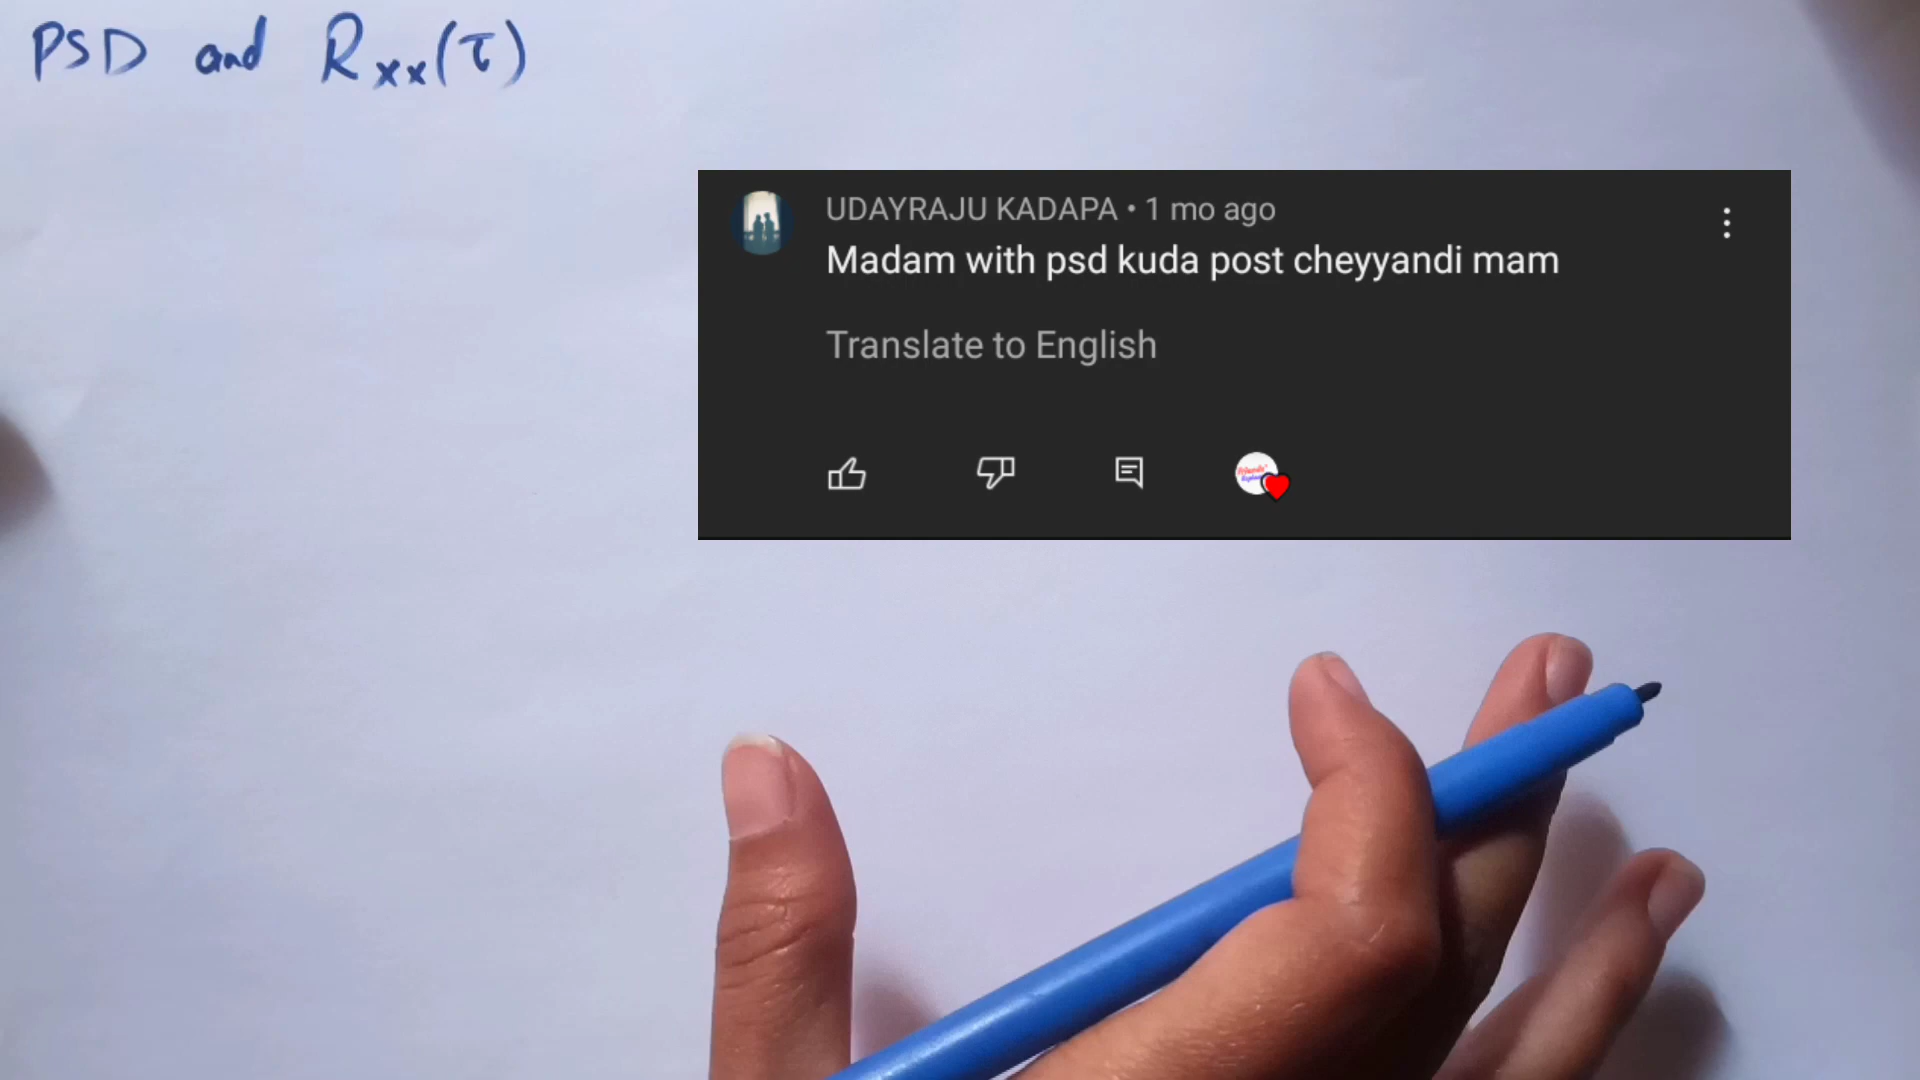 PSD and Rxx(τ)
UDAYRAJU KADAPA • 1 mo ago
Madam with psd kuda post cheyyandi mam
Translate to English